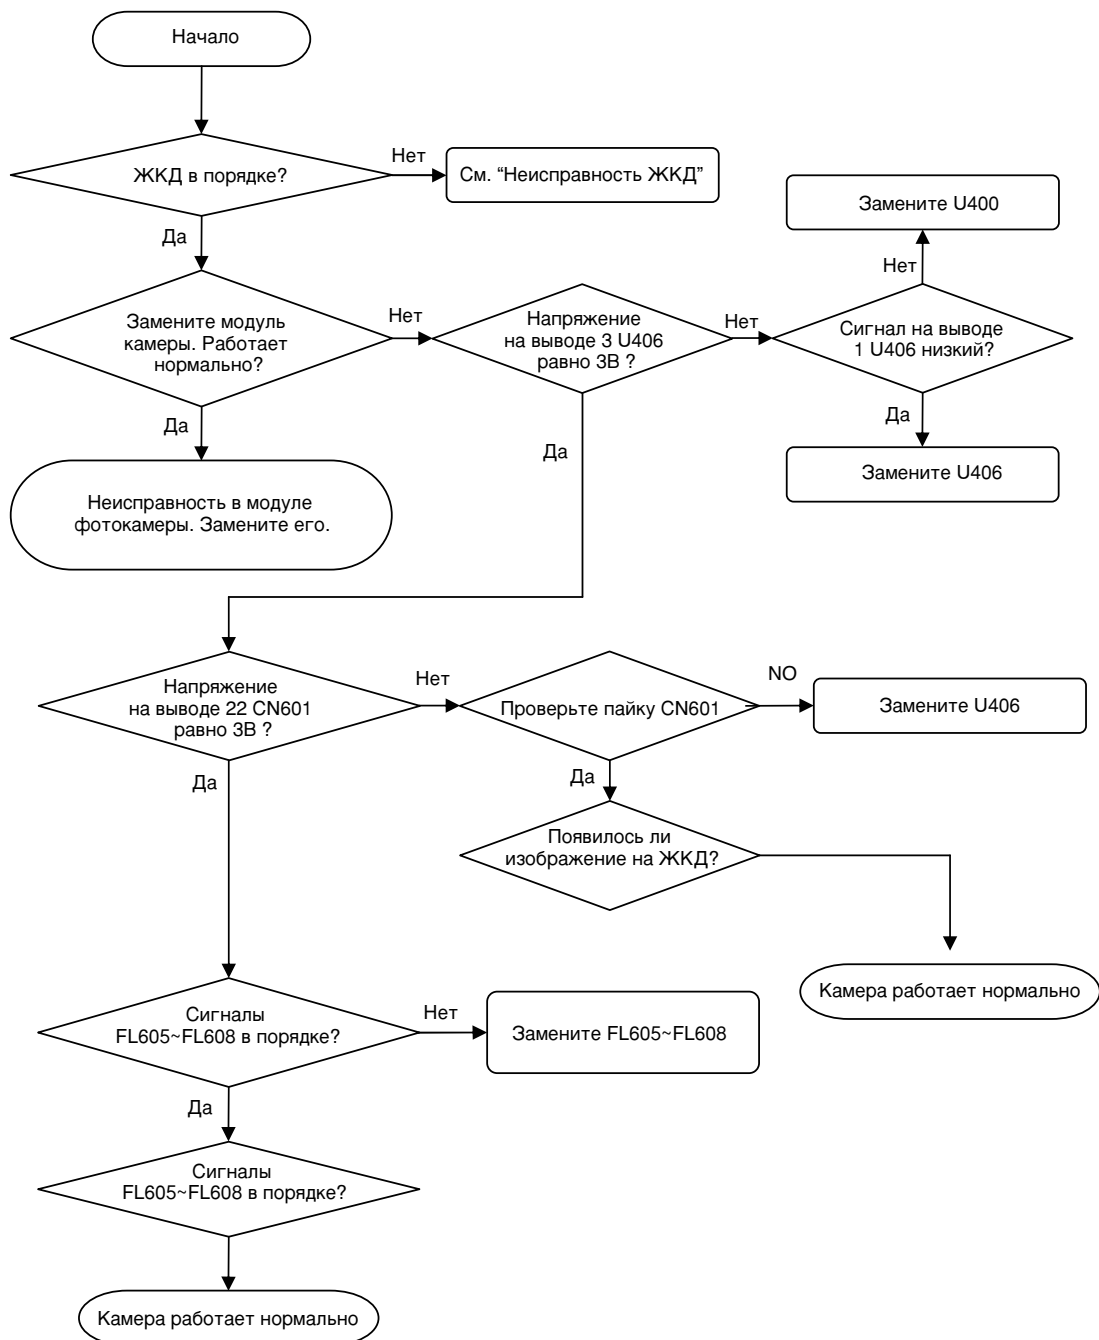 Начало
ЖКД в порядке?
Нет
См. “Неисправность ЖКД”
Да
Замените модуль
камеры. Работает
нормально?
Нет
Напряжение
на выводе 3 U406
равно 3В ?
Нет
Сигнал на выводе
1 U406 низкий?
Нет
Замените U400
Да
Замените U406
Да
Неисправность в модуле
фотокамеры. Замените его.
Да
Напряжение
на выводе 22 CN601
равно 3В ?
Нет
Проверьте пайку CN601
NO
Замените U406
Да
Появилось ли
изображение на ЖКД?
Камера работает нормально
Да
Сигналы
FL605~FL608 в порядке?
Нет
Замените FL605~FL608
Да
Сигналы
FL605~FL608 в порядке?
Камера работает нормально